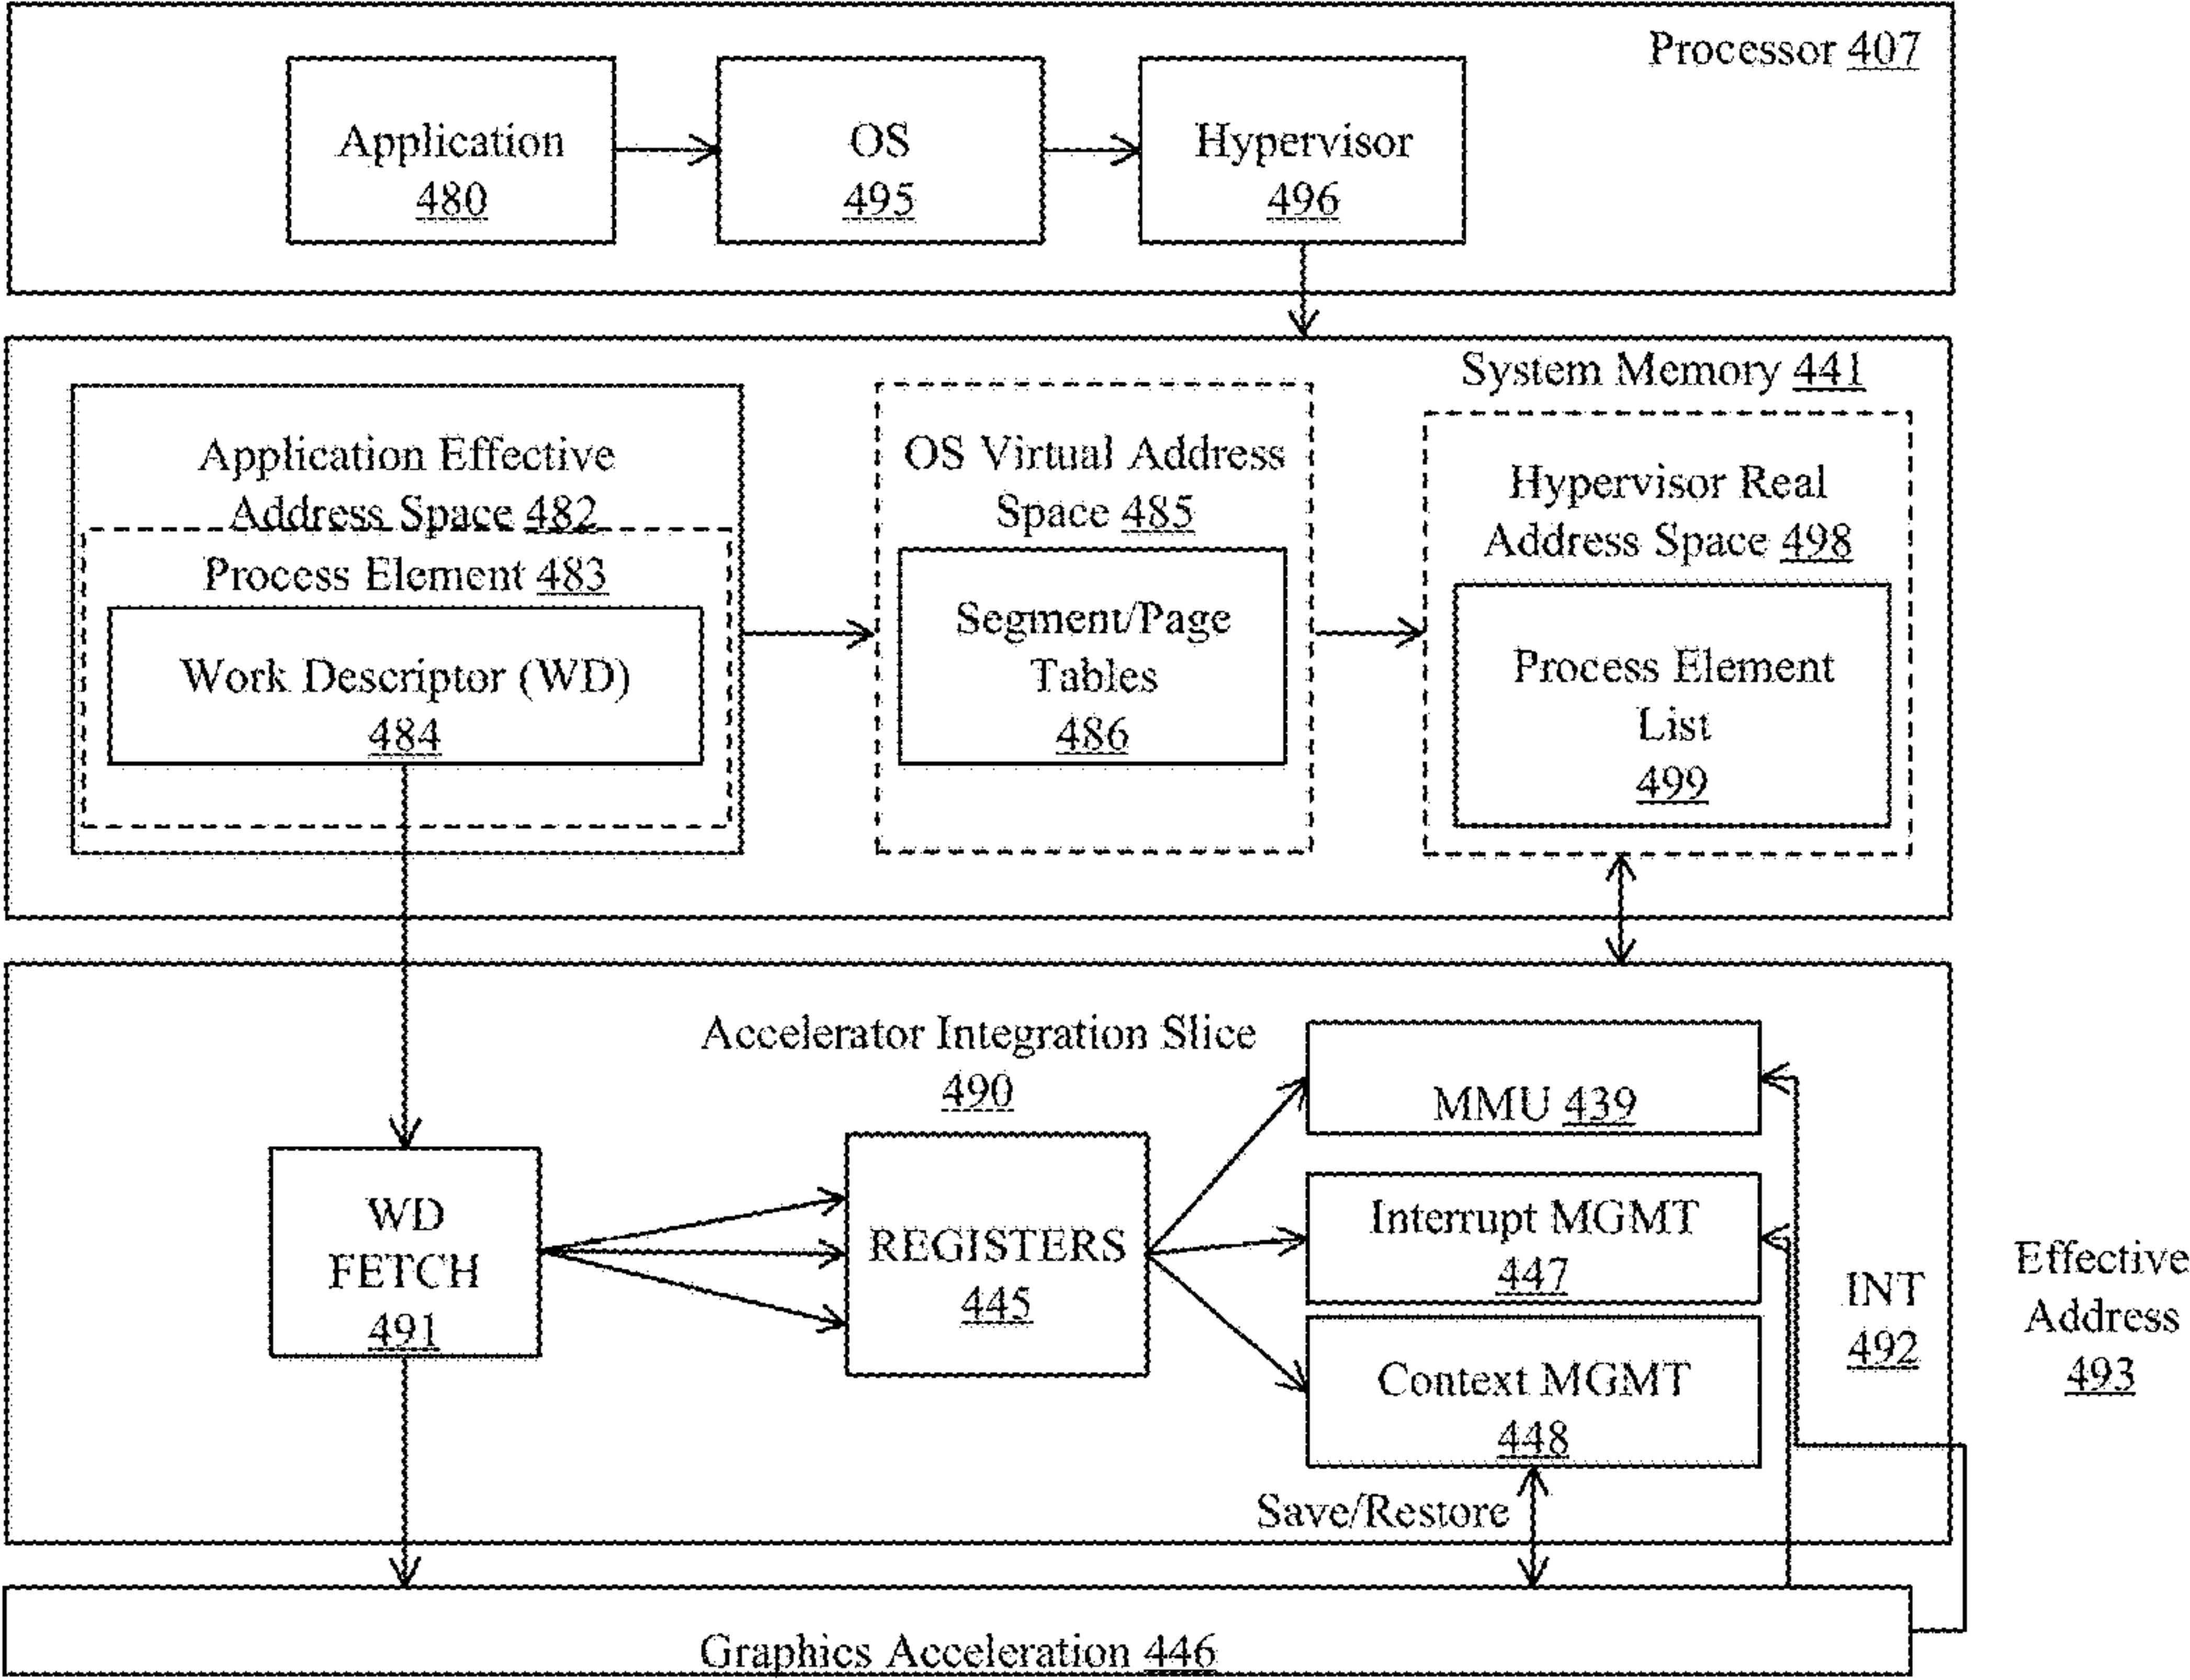 Processor 407
Application
480
OS
495
Hypervisor
496
System Memory 441
Application Effective
Address Space 482
Process Element 483
Work Descriptor (WD)
484
OS Virtual Address
Space 485
Segment/Page
Tables
486
Hypervisor Real
Address Space 498
Process Element
List
499
Accelerator Integration Slice
490
WD
FETCH
491
REGISTERS
445
MMU 439
Interrupt MGMT
447
Context MGMT
448
INT
492
Effective
Address
493
Save/Restore
Graphics Acceleration 446